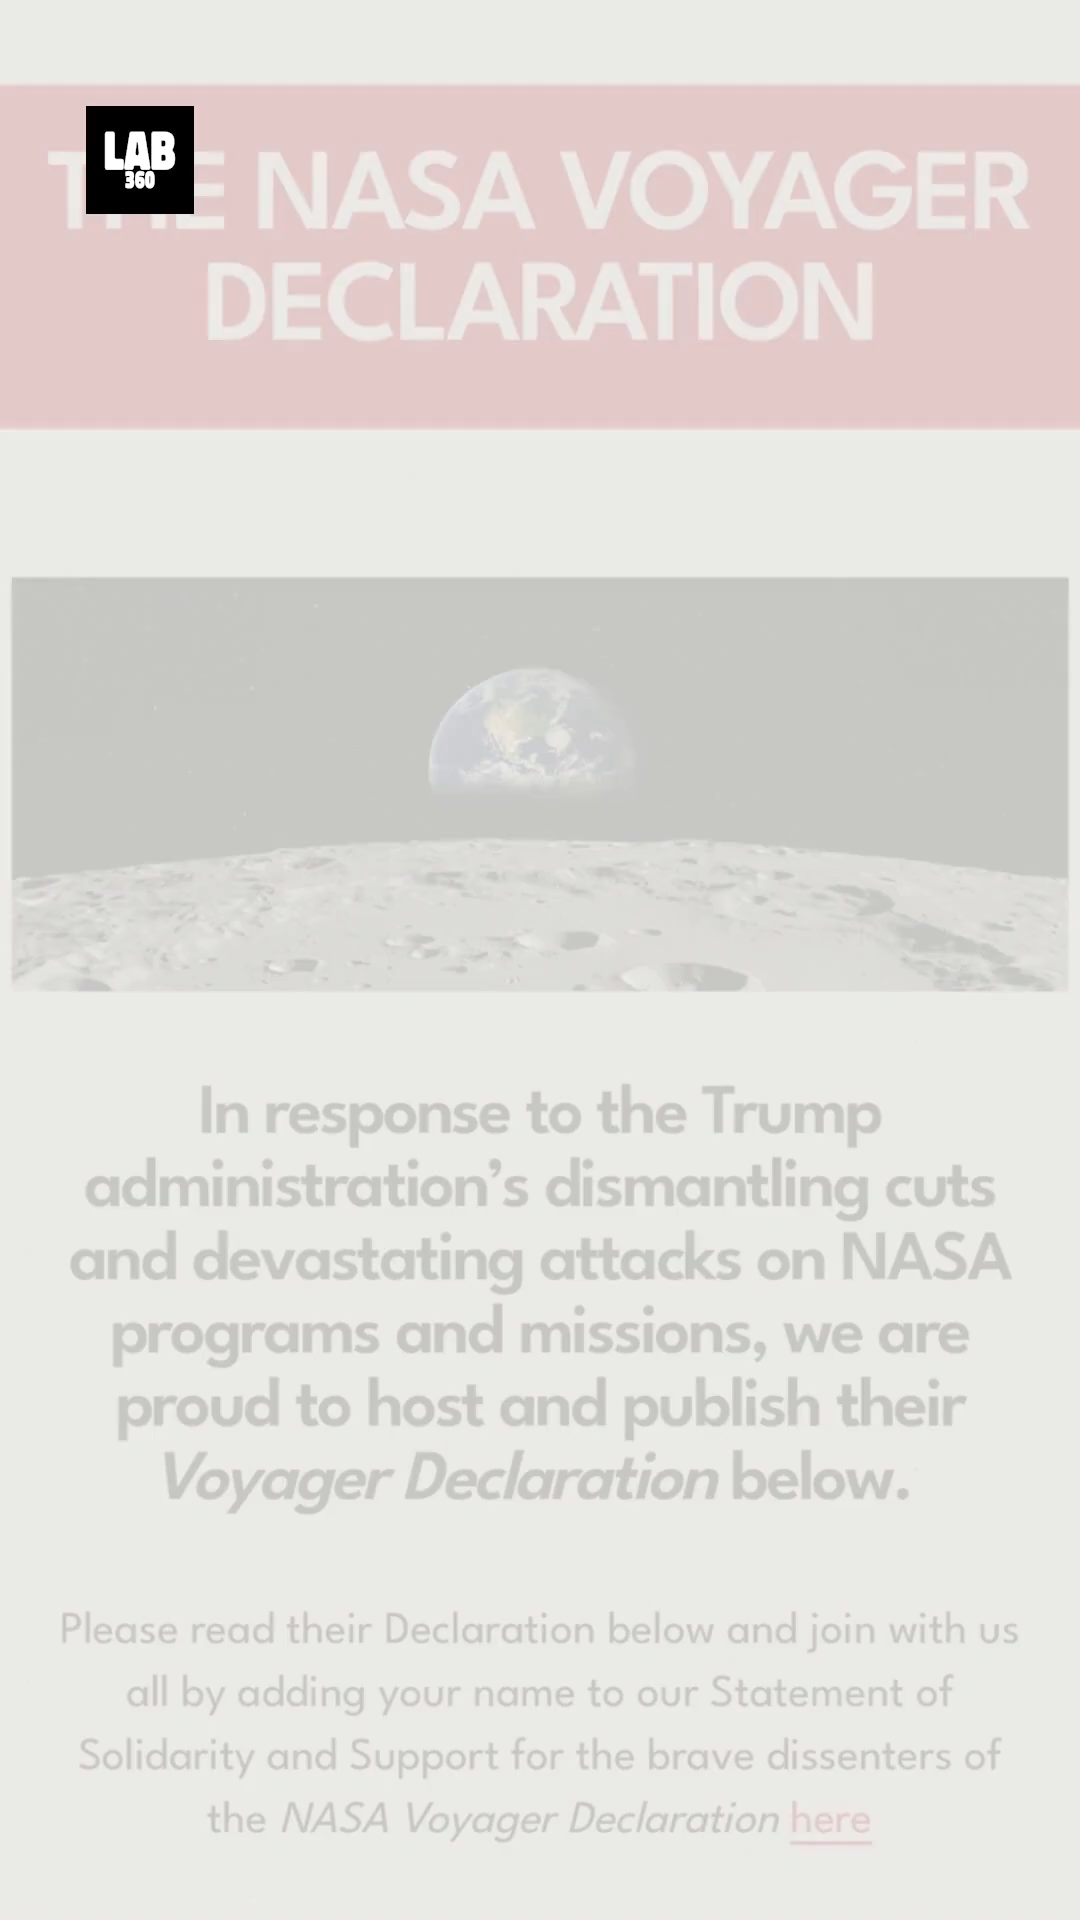 LAB
360
THE NASA VOYAGER
DECLARATION
In response to the Trump
administration’s dismantling cuts
and devastating attacks on NASA
programs and missions, we are
proud to host and publish their
Voyager Declaration below.
Please read their Declaration below and join with us
all by adding your name to our Statement of
Solidarity and Support for the brave dissenters of
the NASA Voyager Declaration here